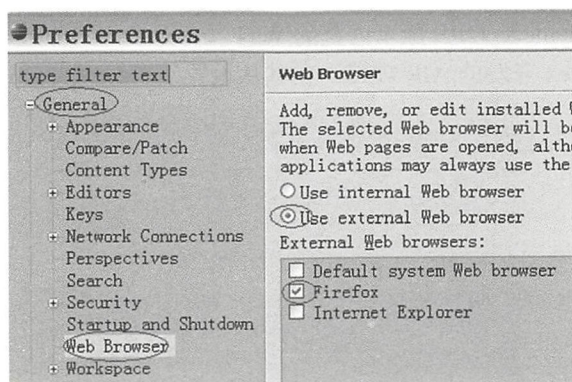 Preferences
type filter text
General
Appearance
Compare/Patch
Content Types
Editors
Keys
Network Connections
Perspectives
Search
Security
Startup and Shutdown
Web Browser
Workspace
Web Browser
Add, remove, or edit installed
The selected Web browser will be
when Web pages are opened,
applications may always use the
Use internal Web browser
Use external Web browser
External Web browsers:
Default system Web browser
Firefox
Internet Explorer